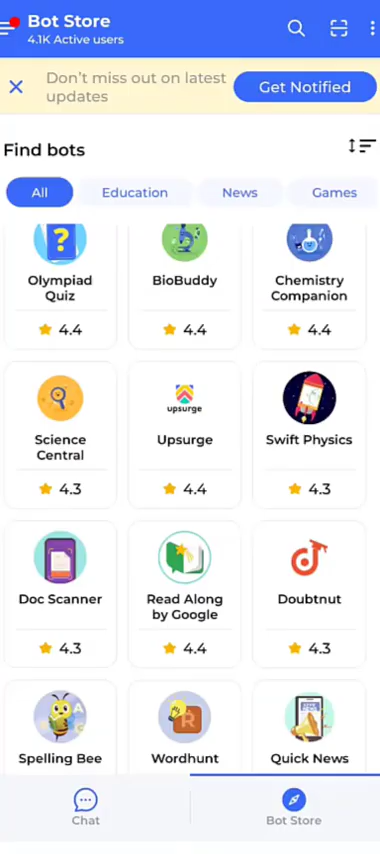 Bot Store
4.1K Active users
Don't miss out on latest
updates
Get Notified
Find bots
All
Education
News
Games
?
Olympiad
Quiz
BioBuddy
Chemistry
Companion
4.4
4.4
4.4
upsurge
Science
Central
Upsurge
Swift Physics
4.3
4.4
4.3
Doc Scanner
Read Along
by Google
Doubtnut
4.3
4.4
4.3
A
R
Spelling Bee
Wordhunt
Quick News
Chat
Bot Store